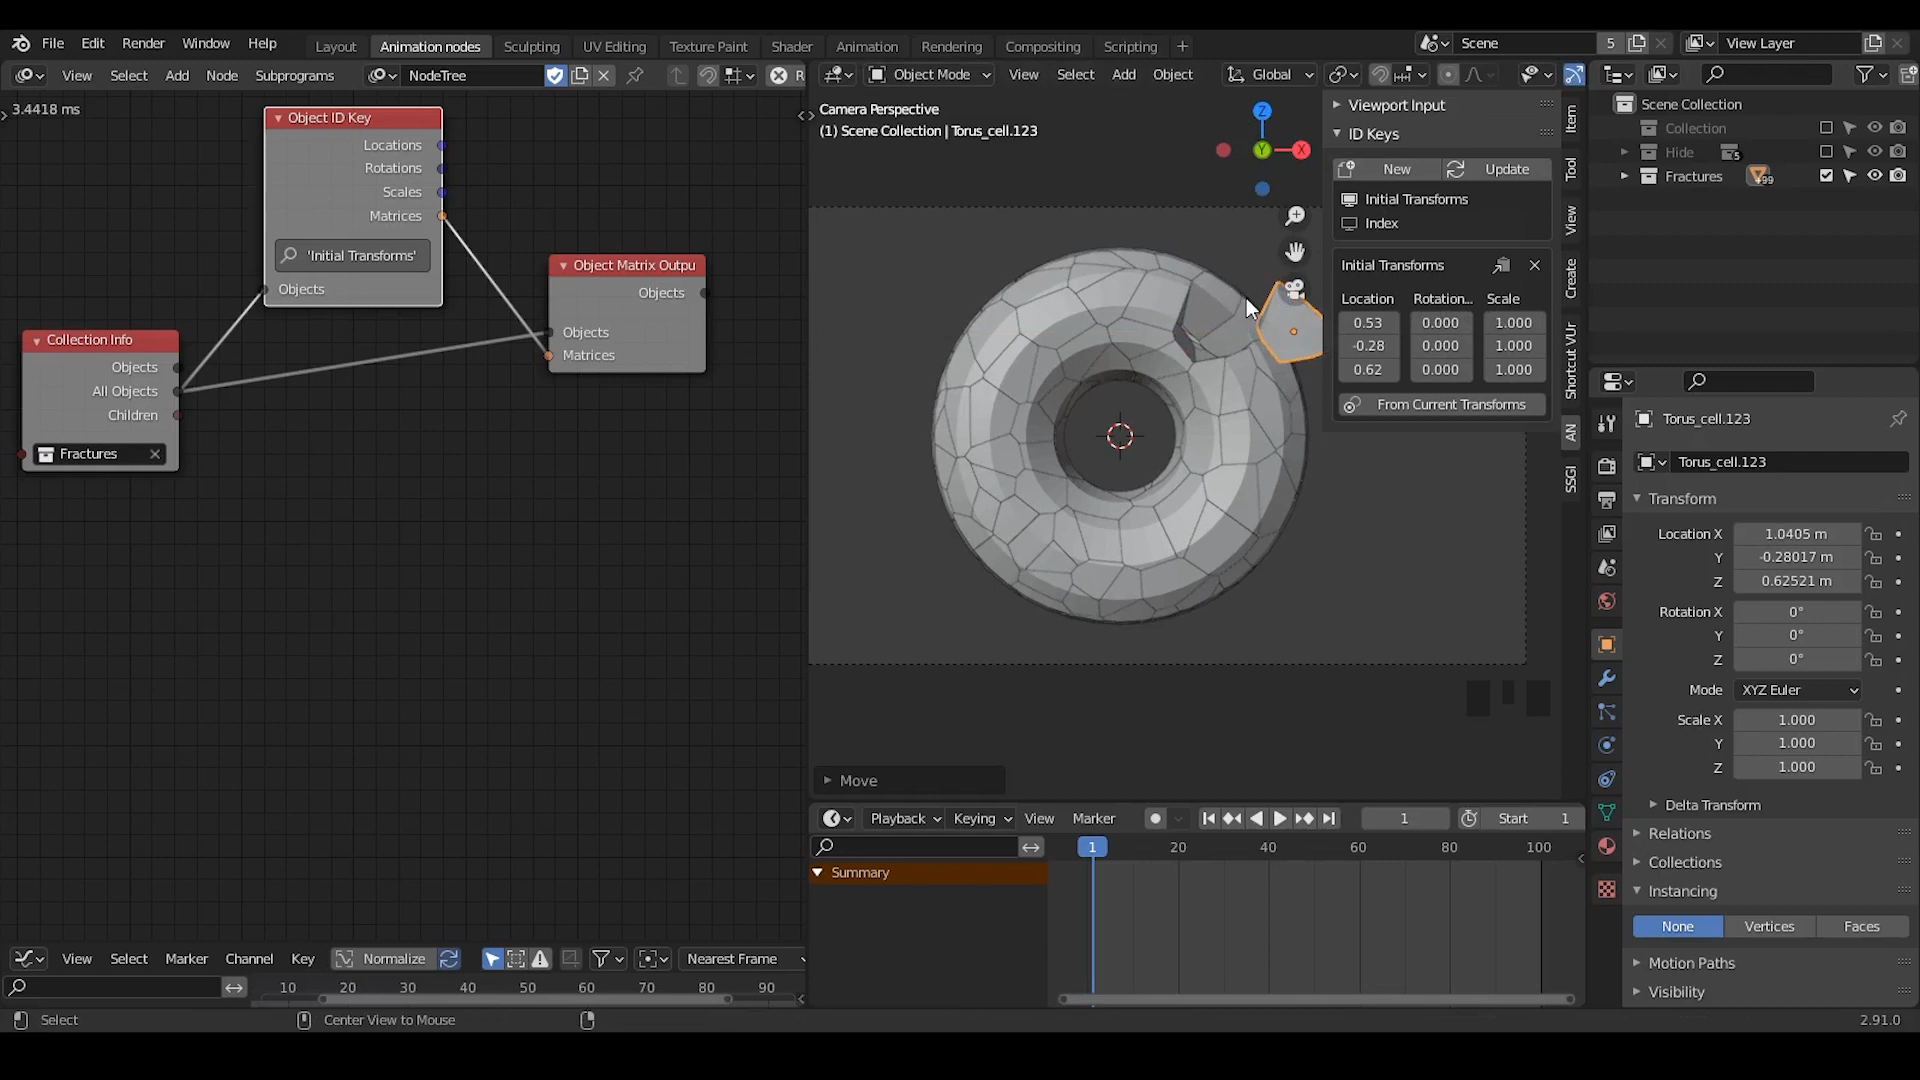 File Edit Render Window Help Layout Animation nodes Sculpting UV Editing Texture Paint Shader Animation Rendering Compositing Scripting Scene 5 View Layer
View Select Add Node Subprograms NodeTree R
3.4418 ms
Object ID Key
Locations
Rotations
Scales
Matrices
'Initial Transforms'
Objects
Object Matrix Outpu
Objects
Objects
Matrices
Collection Info
Objects
All Objects
Children
Fractures
Object Mode View Select Add Object Global
Camera Perspective
(1) Scene Collection | Torus_cell.123
Z
Y
X
Viewport Input
ID Keys
New Update
Initial Transforms
Index
Initial Transforms
Location Rotation... Scale
0.53 0.000 1.000
-0.28 0.000 1.000
0.62 0.000 1.000
From Current Transforms
Item
Tool
View
Create
Shortcut VUr
AN
SSGI
Move
Scene Collection
Collection
Hide 5
Fractures 99
Torus_cell.123
Torus_cell.123
Transform
Location X 1.0405 m
Y -0.28017 m
Z 0.62521 m
Rotation X 0°
Y 0°
Z 0°
Mode XYZ Euler
Scale X 1.000
Y 1.000
Z 1.000
Delta Transform
Relations
Collections
Instancing
None Vertices Faces
Motion Paths
Visibility
Playback Keying View Marker 1 Start 1
1 20 40 60 80 100
Summary
View Select Marker Channel Key Normalize Nearest Frame
10 20 30 40 50 60 70 80 90
Select Center View to Mouse 2.91.0